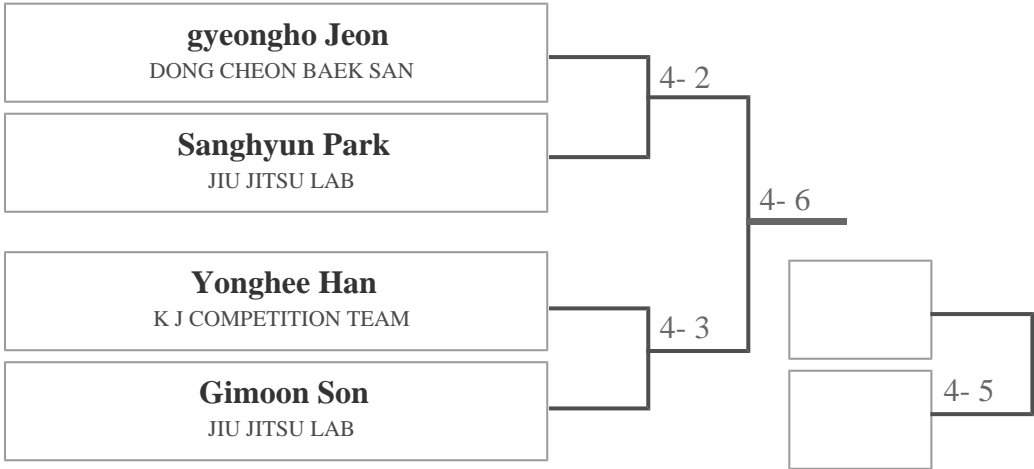 gyeongho Jeon
DONG CHEON BAEK SAN
4- 2
Sanghyun Park
JIU JITSU LAB
4- 6
Yonghee Han
K J COMPETITION TEAM
4- 3
Gimoon Son
JIU JITSU LAB
4- 5